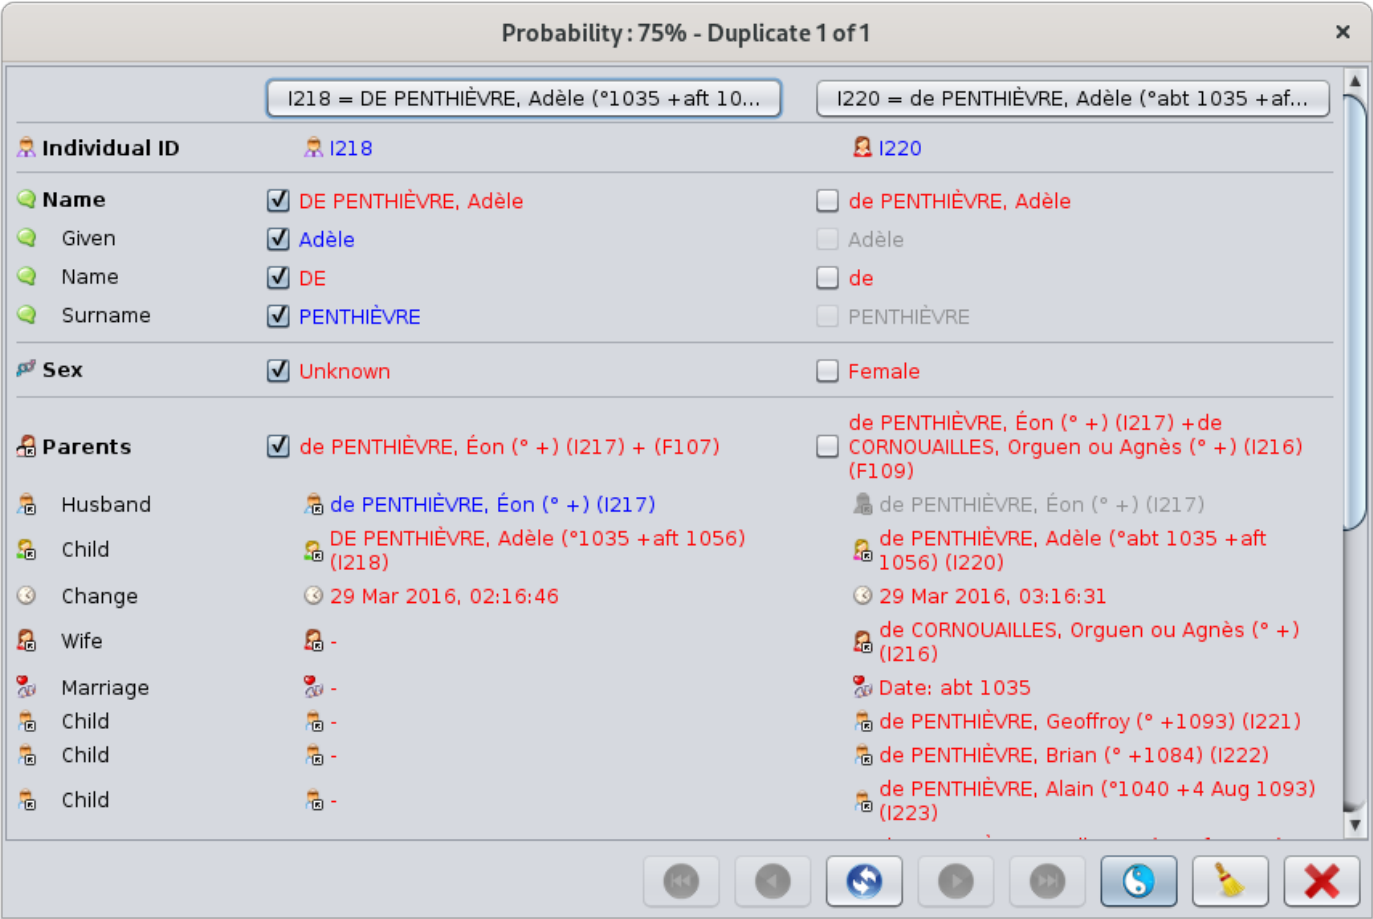 Probability : 75% - Duplicate 1 of 1
I218 = DE PENTHIÈVRE, Adèle (°1035 +aft 10...
I220 = de PENTHIÈVRE, Adèle (°abt 1035 +af...
Individual ID
I218
I220
Name
DE PENTHIÈVRE, Adèle
de PENTHIÈVRE, Adèle
Given
Adèle
Adèle
Name
DE
de
Surname
PENTHIÈVRE
PENTHIÈVRE
Sex
Unknown
Female
Parents
de PENTHIÈVRE, Éon (° +) (I217) + (F107)
de PENTHIÈVRE, Éon (° +) (I217) +de
CORNOUAILLES, Orguen ou Agnès (° +) (I216)
(F109)
Husband
de PENTHIÈVRE, Éon (° +) (I217)
de PENTHIÈVRE, Éon (° +) (I217)
Child
DE PENTHIÈVRE, Adèle (°1035 +aft 1056)
(I218)
de PENTHIÈVRE, Adèle (°abt 1035 +aft
1056) (I220)
Change
29 Mar 2016, 02:16:46
29 Mar 2016, 03:16:31
Wife
-
de CORNOUAILLES, Orguen ou Agnès (° +)
(I216)
Marriage
-
Date: abt 1035
Child
-
de PENTHIÈVRE, Geoffroy (° +1093) (I221)
Child
-
de PENTHIÈVRE, Brian (° +1084) (I222)
Child
-
de PENTHIÈVRE, Alain (°1040 +4 Aug 1093)
(I223)